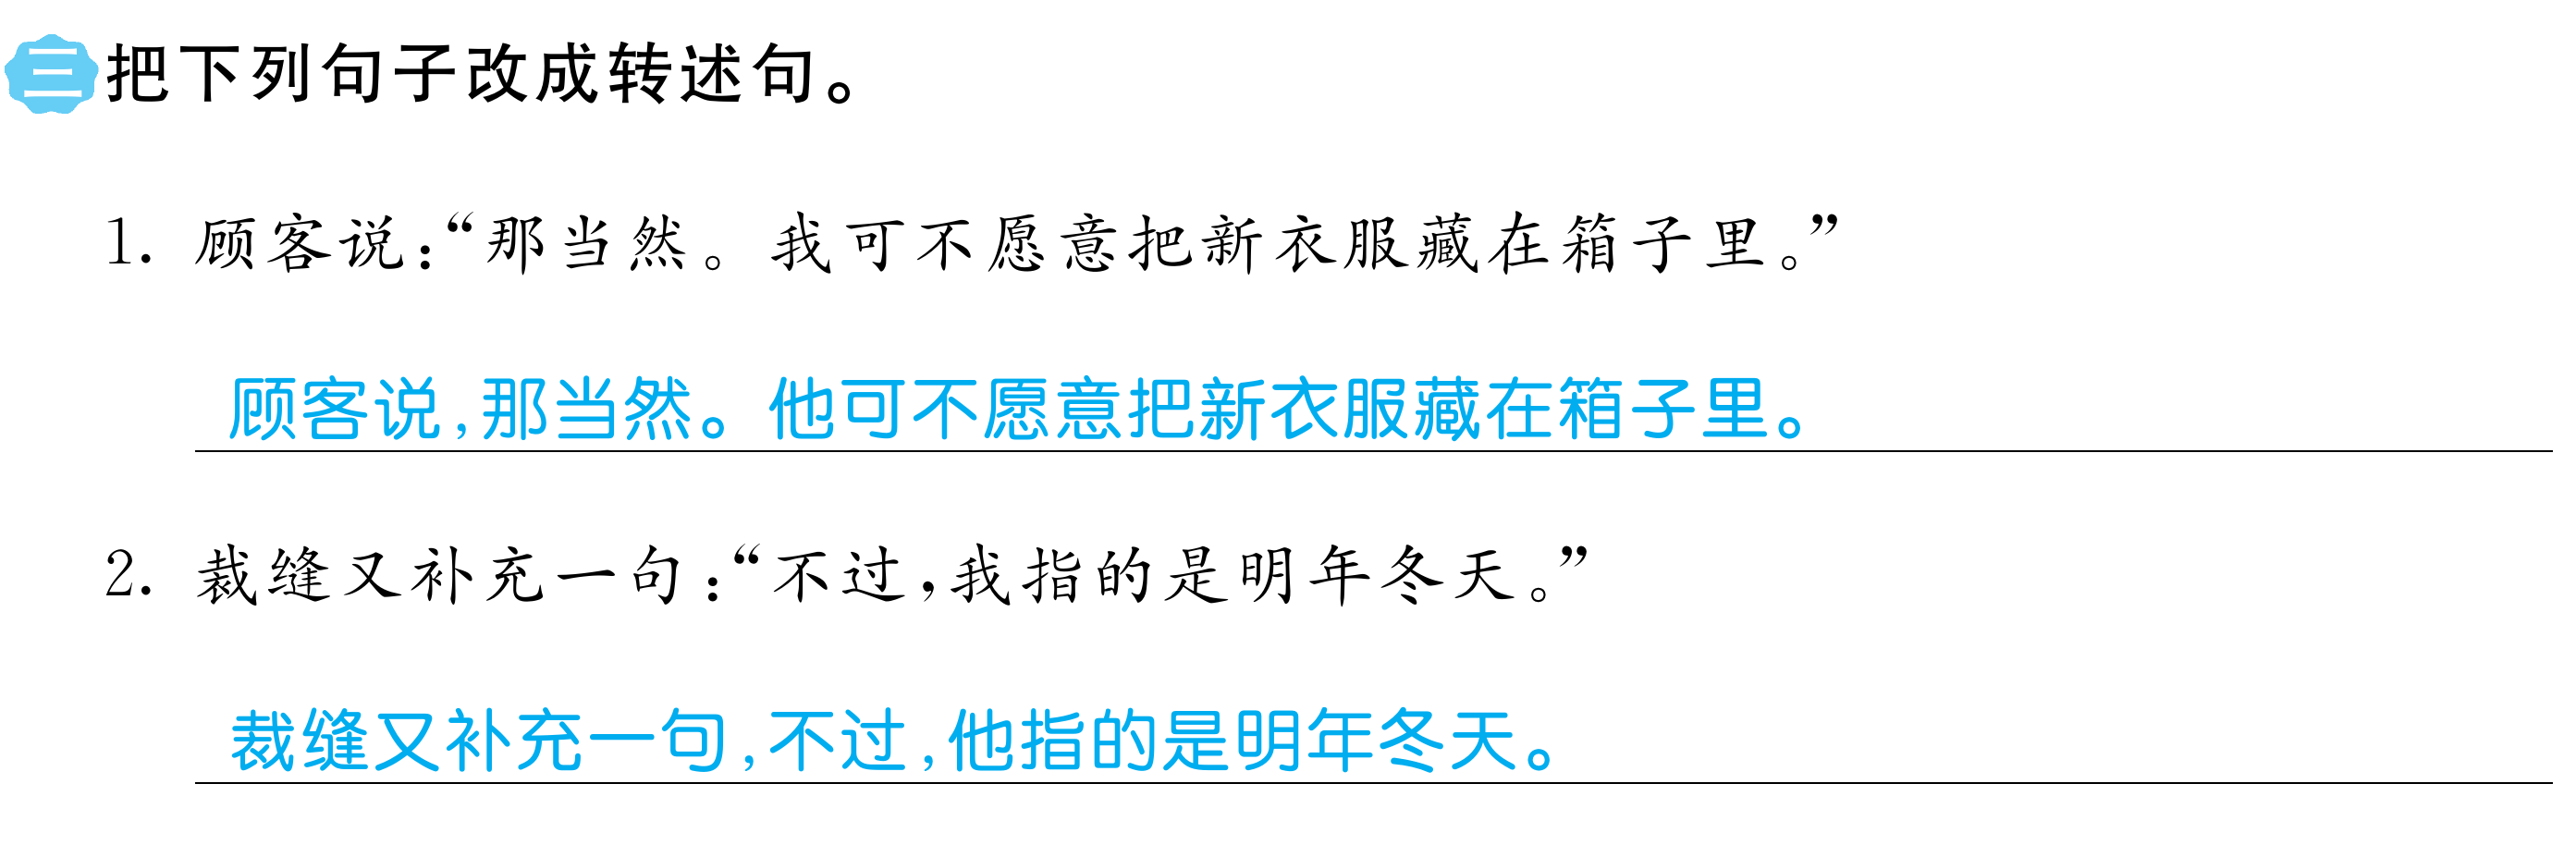 三 把下列句子改成转述句。
1. 顾客说：“那当然。我可不愿意把新衣服藏在箱子里。”
顾客说，那当然。他可不愿意把新衣服藏在箱子里。
2. 裁缝又补充一句：“不过，我指的是明年冬天。”
裁缝又补充一句，不过，他指的是明年冬天。